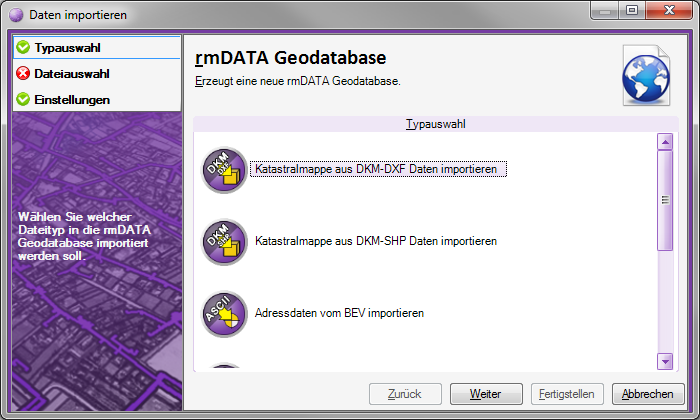 Daten importieren
Typauswahl
Dateiauswahl
Einstellungen
Wählen Sie welcher
Dateityp in die rmDATA
Geodatabase importiert
werden soll.
rmDATA Geodatabase
Erzeugt eine neue rmDATA Geodatabase.
Typauswahl
DKM
DXF
Katastralmappe aus DKM-DXF Daten importieren
DKM
SHP
Katastralmappe aus DKM-SHP Daten importieren
ASCII
Adressdaten vom BEV importieren
Zurück
Weiter
Fertigstellen
Abbrechen